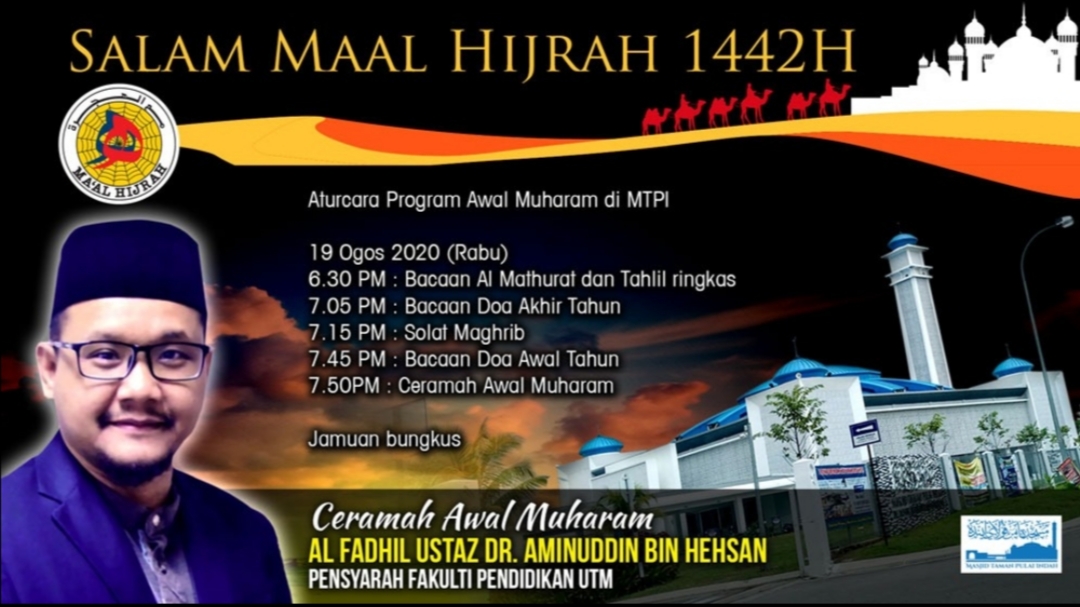 SALAM MAAL HIJRAH 1442H
MA'AL HIJRAH
Aturcara Program Awal Muharam di MTPI
19 Ogos 2020 (Rabu)
6.30 PM : Bacaan Al Mathurat dan Tahlil ringkas
7.05 PM : Bacaan Doa Akhir Tahun
7.15 PM : Solat Maghrib
7.45 PM : Bacaan Doa Awal Tahun
7.50PM : Ceramah Awal Muharam
Jamuan bungkus
Ceramah Awal Muharam
AL FADHIL USTAZ DR. AMINUDDIN BIN HEHSAN
PENSYARAH FAKULTI PENDIDIKAN UTM
MASJID TAMAN PULAI INDAH